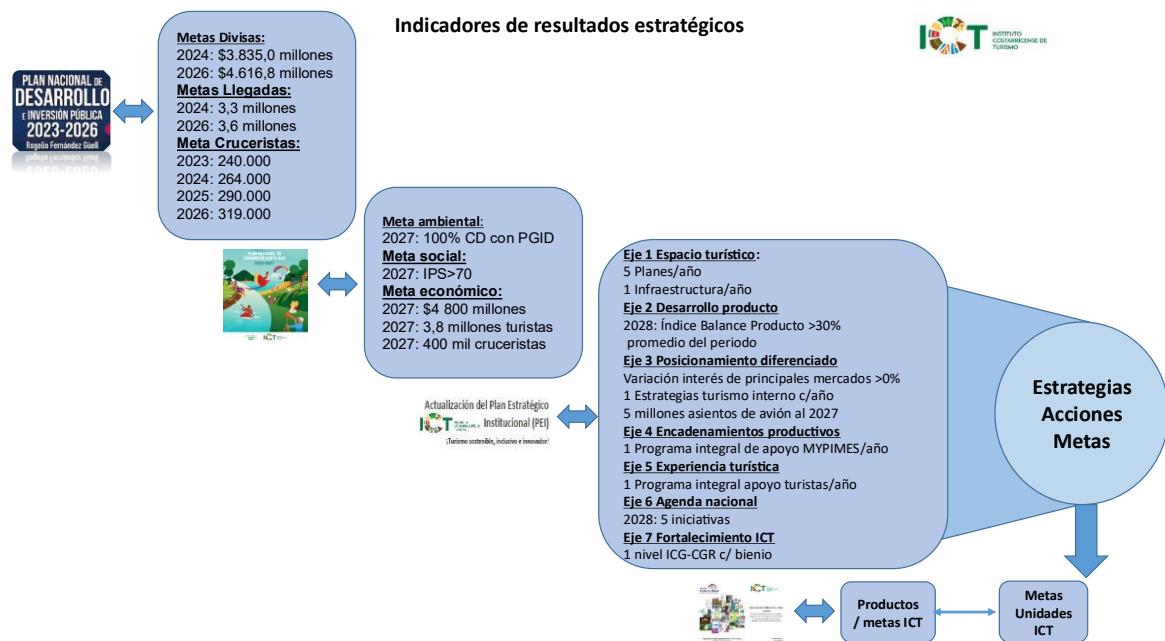 Indicadores de resultados estratégicos
ICT
INSTITUTO
COSTARRICENSE DE
TURISMO
PLAN NACIONAL DE
DESARROLLO
E INVERSIÓN PÚBLICA
2023-2026
Rogelio Fernández Güell
Metas Divisas:
2024: $3.835,0 millones
2026: $4.616,8 millones
Metas Llegadas:
2024: 3,3 millones
2026: 3,6 millones
Meta Cruceristas:
2023: 240.000
2024: 264.000
2025: 290.000
2026: 319.000
PLAN NACIONAL DE
Meta ambiental:
2027: 100% CD con PGID
Meta social:
2027: IPS>70
Meta económico:
2027: $4 800 millones
2027: 3,8 millones turistas
2027: 400 mil cruceristas
Actualización del Plan Estratégico
ICT
Institucional (PEI)
¡Turismo sostenible, inclusivo e innovador!
Eje 1 Espacio turístico:
5 Planes/año
1 Infraestructura/año
Eje 2 Desarrollo producto
2028: Índice Balance Producto >30%
promedio del periodo
Eje 3 Posicionamiento diferenciado
Variación interés de principales mercados >0%
1 Estrategias turismo interno c/año
5 millones asientos de avión al 2027
Eje 4 Encadenamientos productivos
1 Programa integral de apoyo MYPIMES/año
Eje 5 Experiencia turística
1 Programa integral apoyo turistas/año
Eje 6 Agenda nacional
2028: 5 iniciativas
Eje 7 Fortalecimiento ICT
1 nivel ICG-CGR c/ bienio
Estrategias
Acciones
Metas
Metas
Unidades
ICT
Productos
/ metas ICT